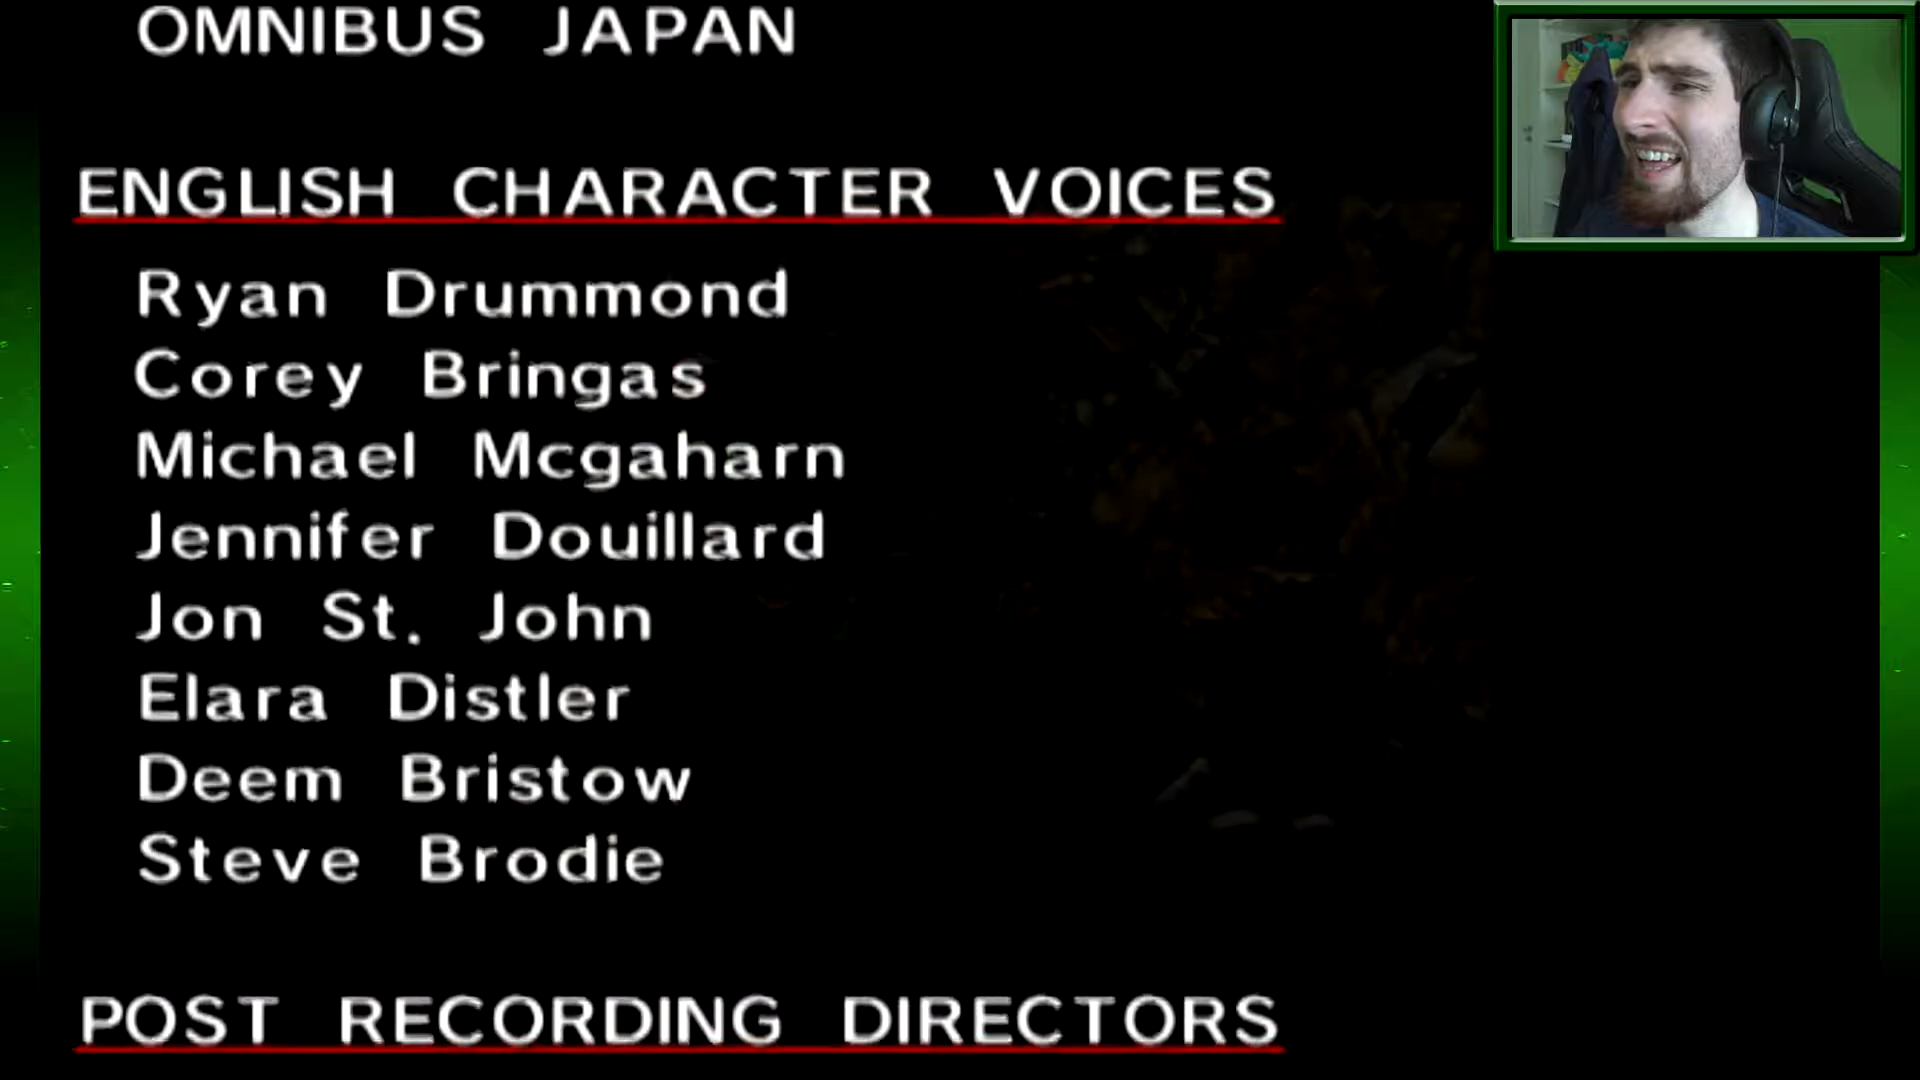 OMNIBUS JAPAN
ENGLISH CHARACTER VOICES
Ryan Drummond
Corey Bringas
Michael Mcgaharn
Jennifer Douillard
Jon St. John
Elara Distler
Deem Bristow
Steve Brodie
POST RECORDING DIRECTORS